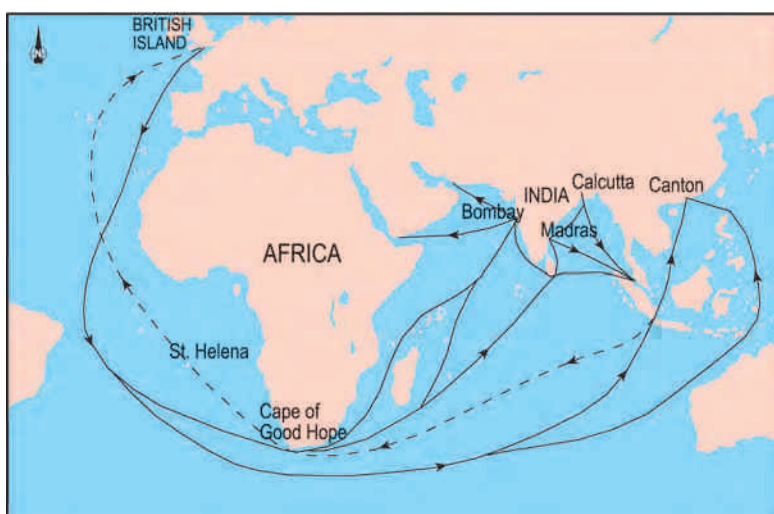 BRITISH
ISLAND
N
INDIA
Calcutta
Canton
Bombay
Madras
AFRICA
St. Helena
Cape of
Good Hope